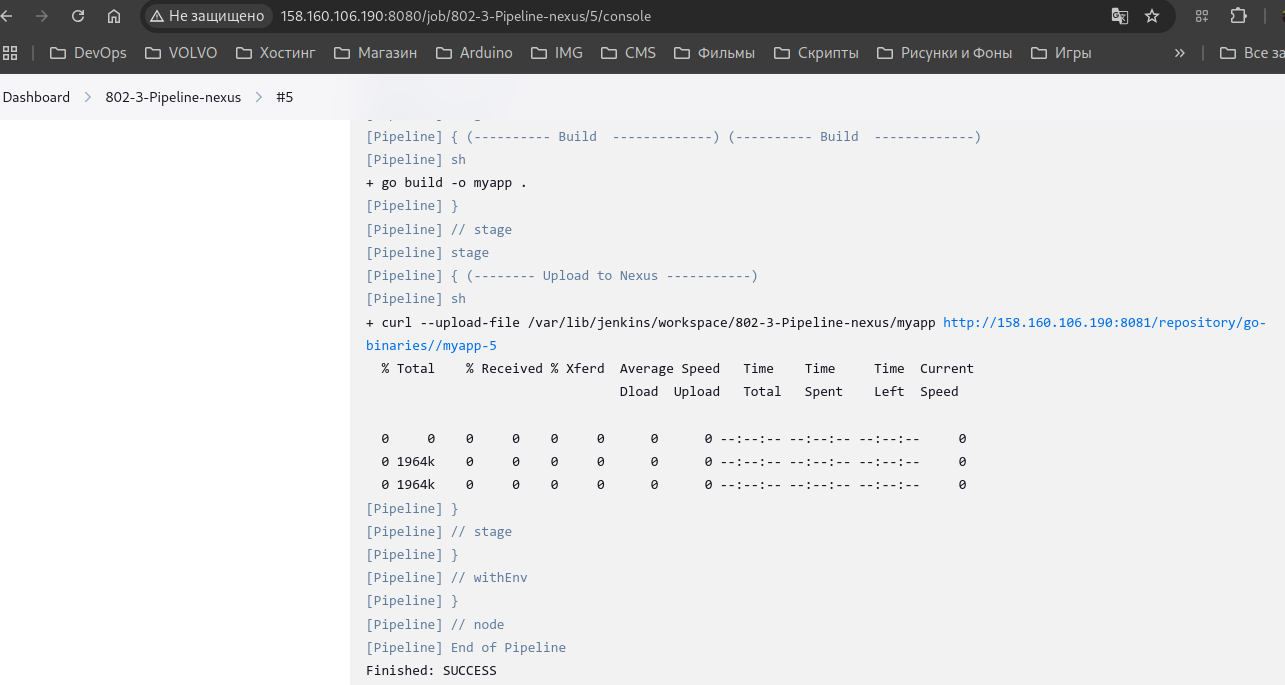 Не защищено 158.160.106.190:8080/job/802-3-Pipeline-nexus/5/console
DevOps VOLVO Хостинг Магазин Arduino IMG CMS Фильмы Скрипты Рисунки и Фоны Игры » Все за
Dashboard > 802-3-Pipeline-nexus > #5
[Pipeline] { (---------- Build  -------------) (---------- Build  -------------)
[Pipeline] sh
+ go build -o myapp .
[Pipeline] }
[Pipeline] // stage
[Pipeline] stage
[Pipeline] { (-------- Upload to Nexus -----------)
[Pipeline] sh
+ curl --upload-file /var/lib/jenkins/workspace/802-3-Pipeline-nexus/myapp http://158.160.106.190:8081/repository/go-
binaries//myapp-5
  % Total    % Received % Xferd  Average Speed   Time    Time     Time  Current
                                 Dload  Upload   Total   Spent    Left  Speed
  0     0    0     0    0     0      0      0 --:--:-- --:--:-- --:--:--     0
  0 1964k    0     0    0     0      0      0 --:--:-- --:--:-- --:--:--     0
  0 1964k    0     0    0     0      0      0 --:--:-- --:--:-- --:--:--     0
[Pipeline] }
[Pipeline] // stage
[Pipeline] }
[Pipeline] // withEnv
[Pipeline] }
[Pipeline] // node
[Pipeline] End of Pipeline
Finished: SUCCESS